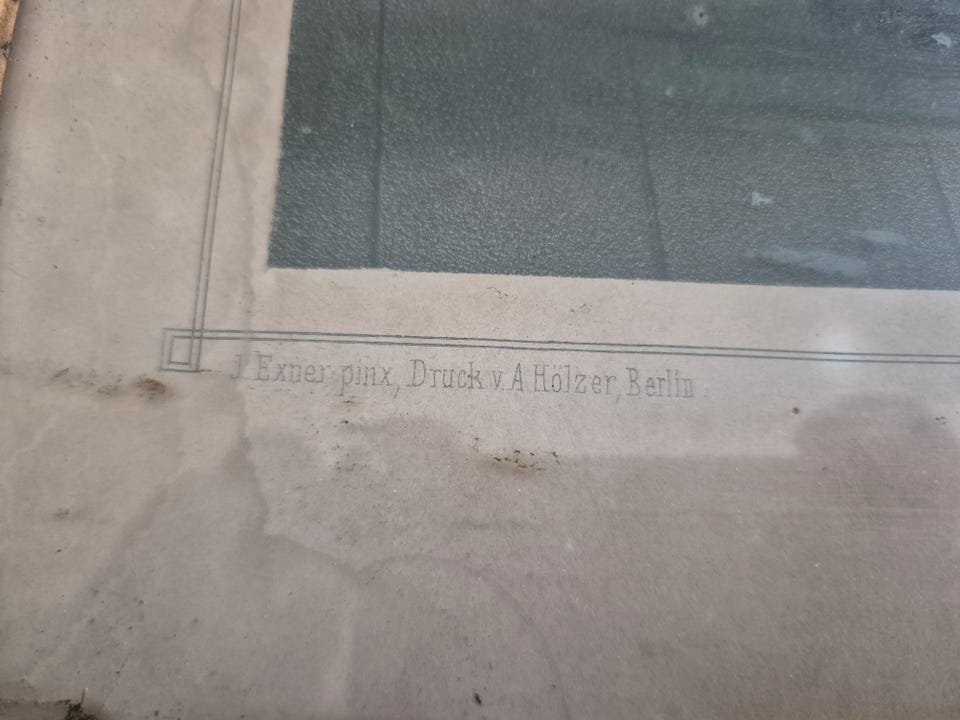 J Exner pinx, Druck v. A Hölzer, Berlin